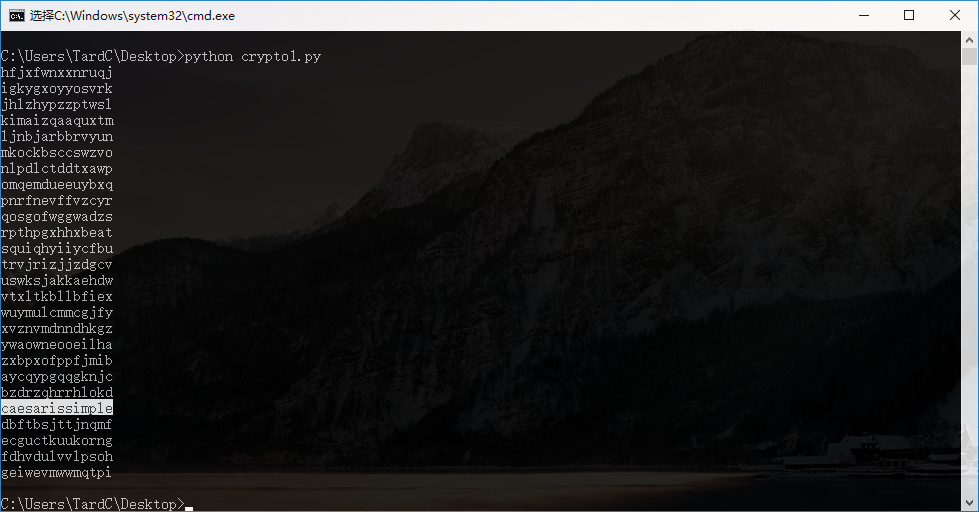 选择C:\Windows\system32\cmd.exe
C:\Users\TardC\Desktop>python crypto1.py
hfjxfwnxxnruqj
igkygxoyyosvrk
jhlzhypzzptwsl
kimaizqaaquxtm
ljnbjarbbrvyun
mkockbsccswzvo
nlpdlctddtxawp
omqemdueeuybxq
pnrfnevffvzcyr
qosgofwggwadzs
rpthpgxhhxbeat
squiqhyiiycfbu
trvjrizjjzdgcv
uswksjakkaehdw
vtxltkbllbfiex
wuymulcmmcgjfy
xvznvmdnndhkgz
ywaowneooeilha
zxbpxofppfjmib
aycqypgqqgknjc
bzdrzqhrrhlokd
caesarissimple
dbftbsjttjnqmf
ecguctkuukorng
fdhvdulvvlpsoh
geiwevmwwmqtpi
C:\Users\TardC\Desktop>